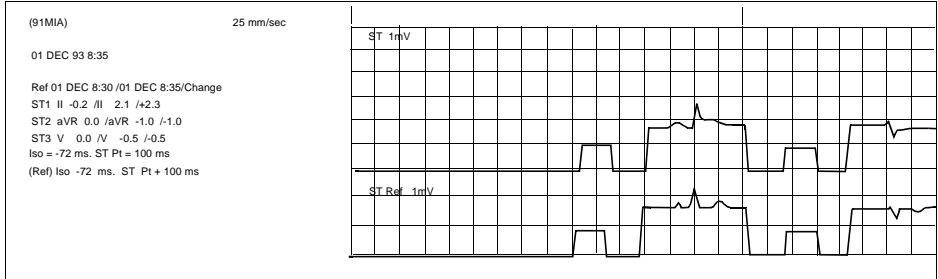 (91MIA) 25 mm/sec
01 DEC 93 8:35
Ref 01 DEC 8:30 /01 DEC 8:35/Change
ST1 II -0.2 /II 2.1 /+2.3
ST2 aVR 0.0 /aVR -1.0 /-1.0
ST3 V 0.0 /V -0.5 /-0.5
Iso = -72 ms. ST Pt = 100 ms
(Ref) Iso -72 ms. ST Pt + 100 ms
ST 1mV
ST Ref 1mV